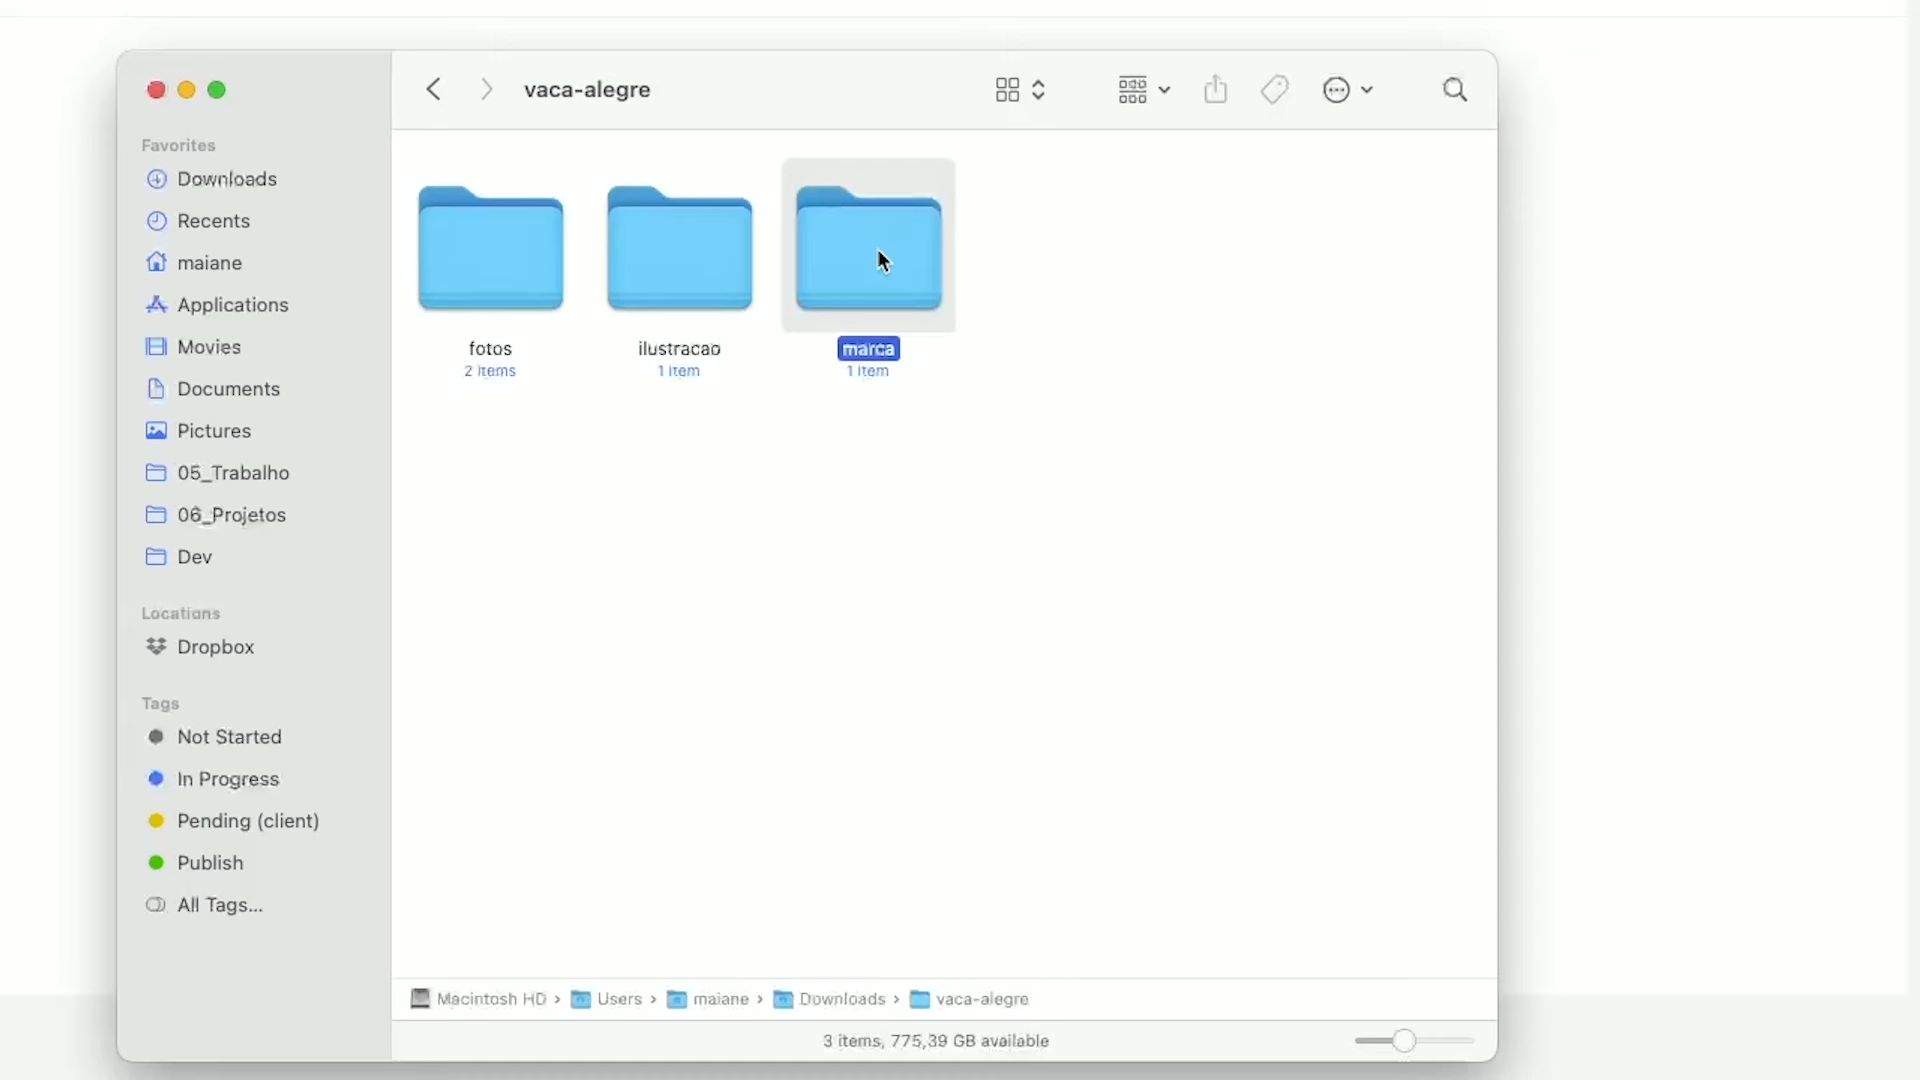 vaca-alegre
Favorites
Downloads
Recents
maiane
Applications
Movies
Documents
Pictures
05_Trabalho
06_Projetos
Dev
Locations
Dropbox
Tags
Not Started
In Progress
Pending (client)
Publish
All Tags...
fotos
2 items
ilustracao
1 item
marca
1 item
Macintosh HD › Users › maiane › Downloads › vaca-alegre
3 items, 775,39 GB available